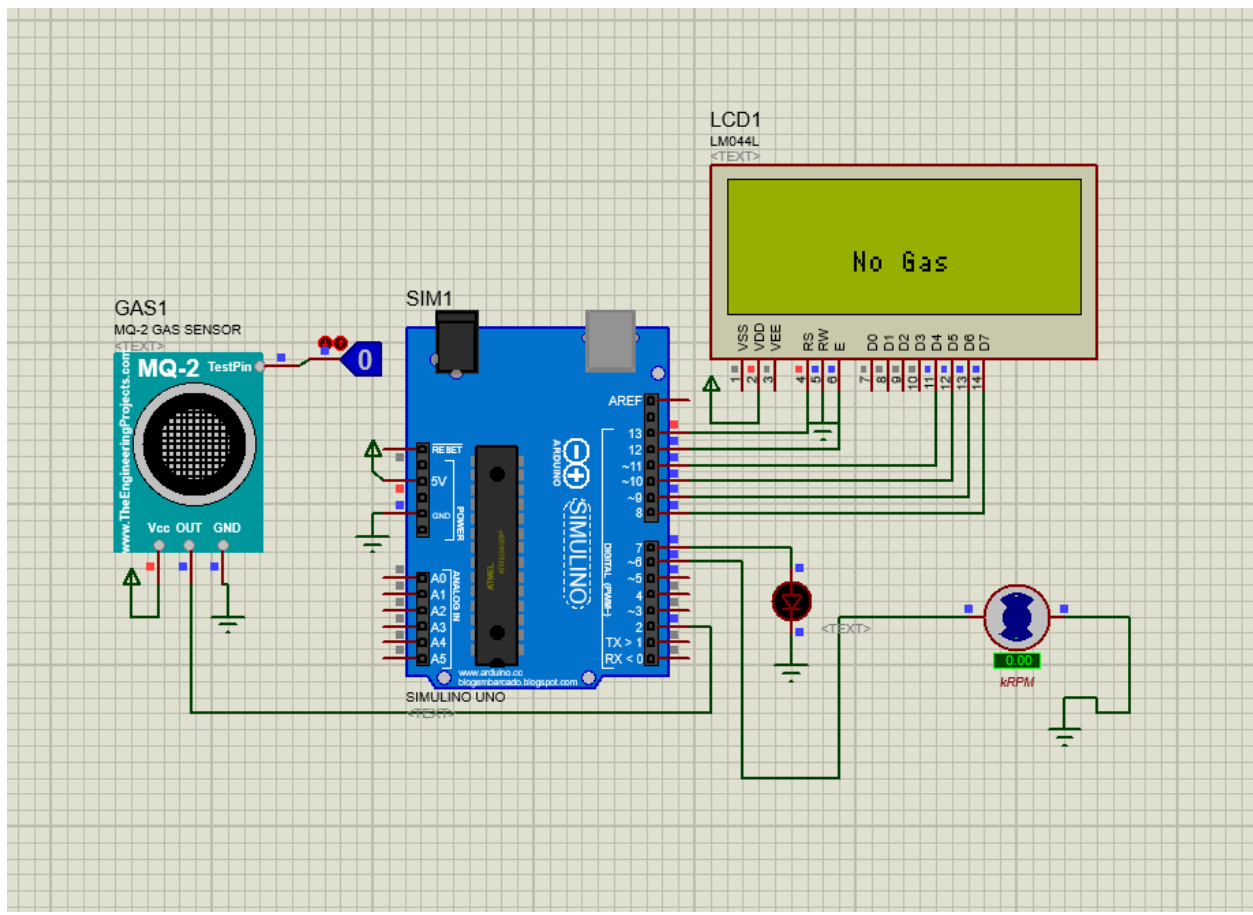 LCD1
LM044L
<TEXT>
No Gas
VSS
VDD
VEE
RS
RW
E
D0
D1
D2
D3
D4
D5
D6
D7
1
2
3
4
5
6
7
8
9
10
11
12
13
14
GAS1
MQ-2 GAS SENSOR
<TEXT>
MQ-2
TestPin
0
www.TheEngineeringProjects.com
Vcc OUT GND
SIM1
AREF
13
12
~11
~10
~9
8
7
~6
~5
4
~3
2
TX > 1
RX < 0
RESET
5V
GND
POWER
A0
A1
A2
A3
A4
A5
ANALOG IN
ATMEL
ARDUINO
SIMULINO
DIGITAL (PWM~)
www.arduino.cc
blogembarcado.blogspot.com
SIMULINO UNO
<TEXT>
<TEXT>
0.00
kRPM